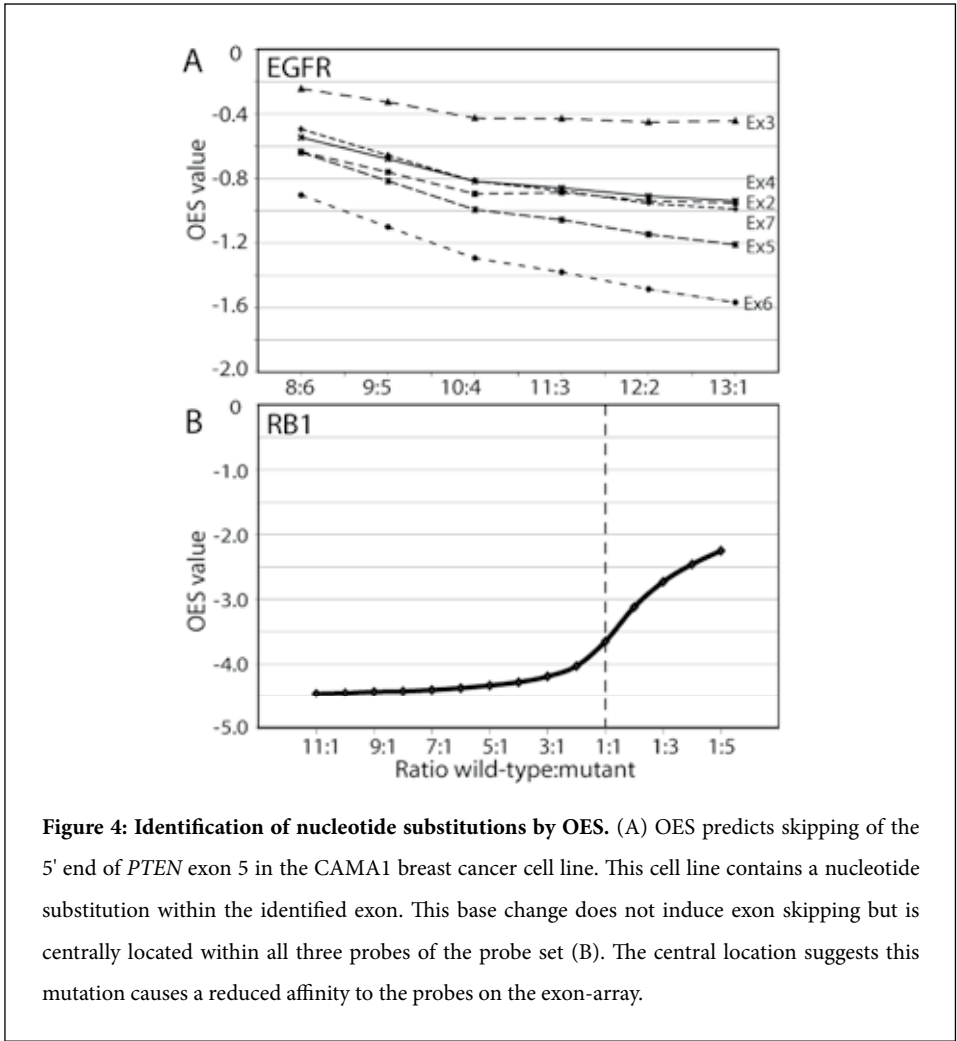 A
EGFR
OES value
0
-0.4
-0.8
-1.2
-1.6
-2.0
Ex3
Ex4
Ex2
Ex7
Ex5
Ex6
8:6 9:5 10:4 11:3 12:2 13:1
B
RB1
OES value
0
-1.0
-2.0
-3.0
-4.0
-5.0
11:1 9:1 7:1 5:1 3:1 1:1 1:3 1:5
Ratio wild-type:mutant
Figure 4: Identification of nucleotide substitutions by OES. (A) OES predicts skipping of the
5' end of PTEN exon 5 in the CAMA1 breast cancer cell line. This cell line contains a nucleotide
substitution within the identified exon. This base change does not induce exon skipping but is
centrally located within all three probes of the probe set (B). The central location suggests this
mutation causes a reduced affinity to the probes on the exon-array.